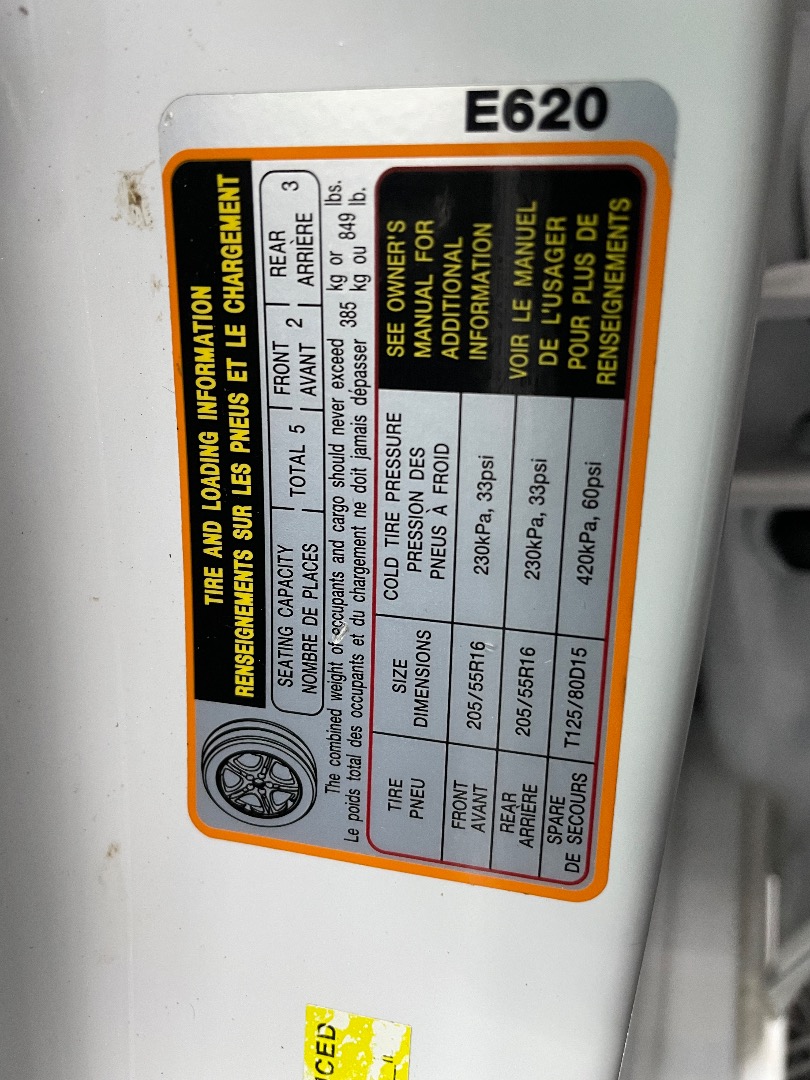 E620
TIRE AND LOADING INFORMATION
RENSEIGNEMENTS SUR LES PNEUS ET LE CHARGEMENT
SEATING CAPACITY
NOMBRE DE PLACES
TOTAL 5
FRONT
AVANT 2
REAR
ARRIÈRE 3
The combined weight of occupants and cargo should never exceed 385 kg or 849 lbs.
Le poids total des occupants et du chargement ne doit jamais dépasser 385 kg ou 849 lb.
TIRE
PNEU
SIZE
DIMENSIONS
COLD TIRE PRESSURE
PRESSION DES
PNEUS À FROID
FRONT
AVANT
205/55R16
230kPa, 33psi
REAR
ARRIÈRE
205/55R16
230kPa, 33psi
SPARE
DE SECOURS
T125/80D15
420kPa, 60psi
SEE OWNER'S
MANUAL FOR
ADDITIONAL
INFORMATION
VOIR LE MANUEL
DE L'USAGER
POUR PLUS DE
RENSEIGNEMENTS